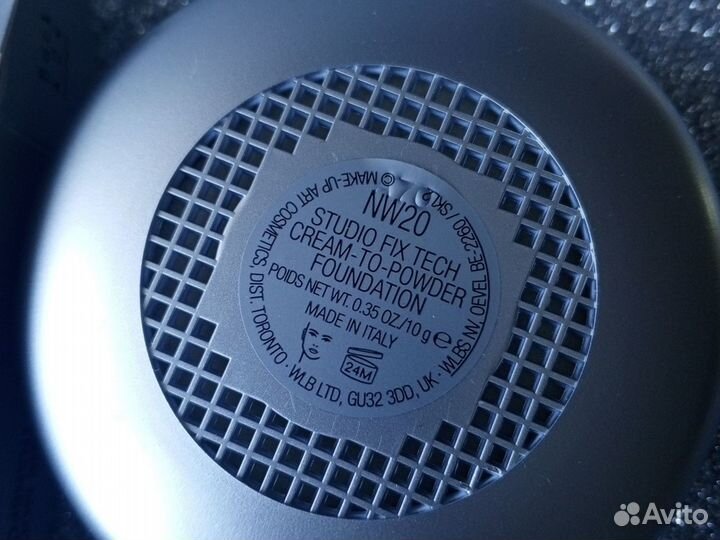 NW20
STUDIO FIX TECH
CREAM-TO-POWDER
FOUNDATION
POIDS NET WT. 0.35 OZ./10 g ℮
MADE IN ITALY
24M
© MAKE-UP ART COSMETICS, DIST. TORONTO · WLB LTD, GU32 3DD, UK · WLBS NV. OEVEL BE-2260 / SKLP
Avito